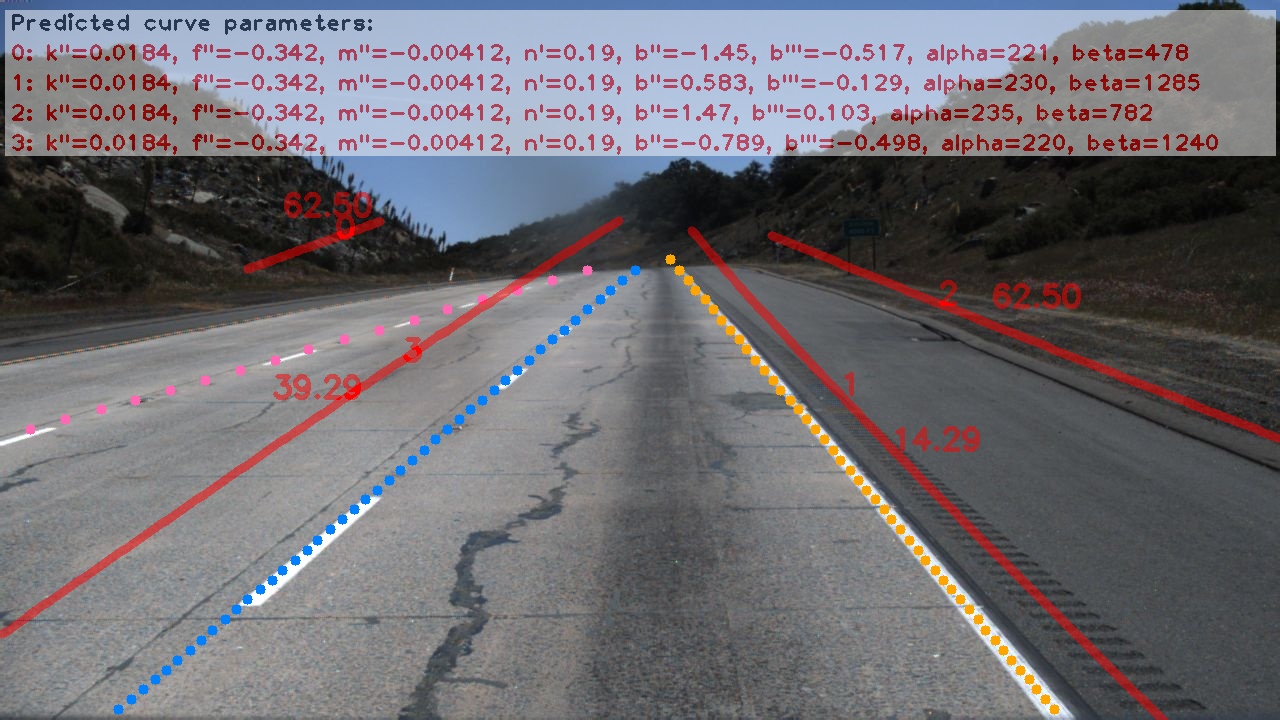 Predicted curve parameters:
0: k''=0.0184, f''=-0.342, m''=-0.00412, n'=0.19, b''=-1.45, b'''=-0.517, alpha=221, beta=478
1: k''=0.0184, f''=-0.342, m''=-0.00412, n'=0.19, b''=0.583, b'''=-0.129, alpha=230, beta=1285
2: k''=0.0184, f''=-0.342, m''=-0.00412, n'=0.19, b''=1.47, b'''=0.103, alpha=235, beta=782
3: k''=0.0184, f''=-0.342, m''=-0.00412, n'=0.19, b''=-0.789, b'''=-0.498, alpha=220, beta=1240
62.50
0
2 62.50
3
39.29
1
14.29